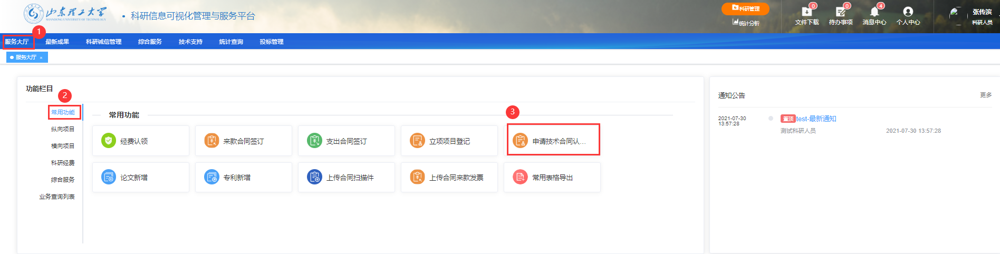 山东理工大学
SHANDONG UNIVERSITY OF TECHNOLOGY
• 科研信息可视化管理与服务平台
科研管理
统计分析
0
0
4
文件下载
待办事项
消息中心
个人中心
张传滨
科研人员
1
服务大厅
最新成果
科研诚信管理
综合服务
技术支持
统计查询
投标管理
服务大厅 ×
功能栏目
2
常用功能
纵向项目
横向项目
科研经费
综合服务
业务查询列表
常用功能
3
经费认领
来款合同签订
支出合同签订
立项项目登记
申请技术合同认...
论文新增
专利新增
上传合同扫描件
上传合同来款发票
常用表格导出
通知公告
更多
2021-07-30
13:57:28
置顶test-最新通知
测试科研人员
2021-07-30 13:57:28